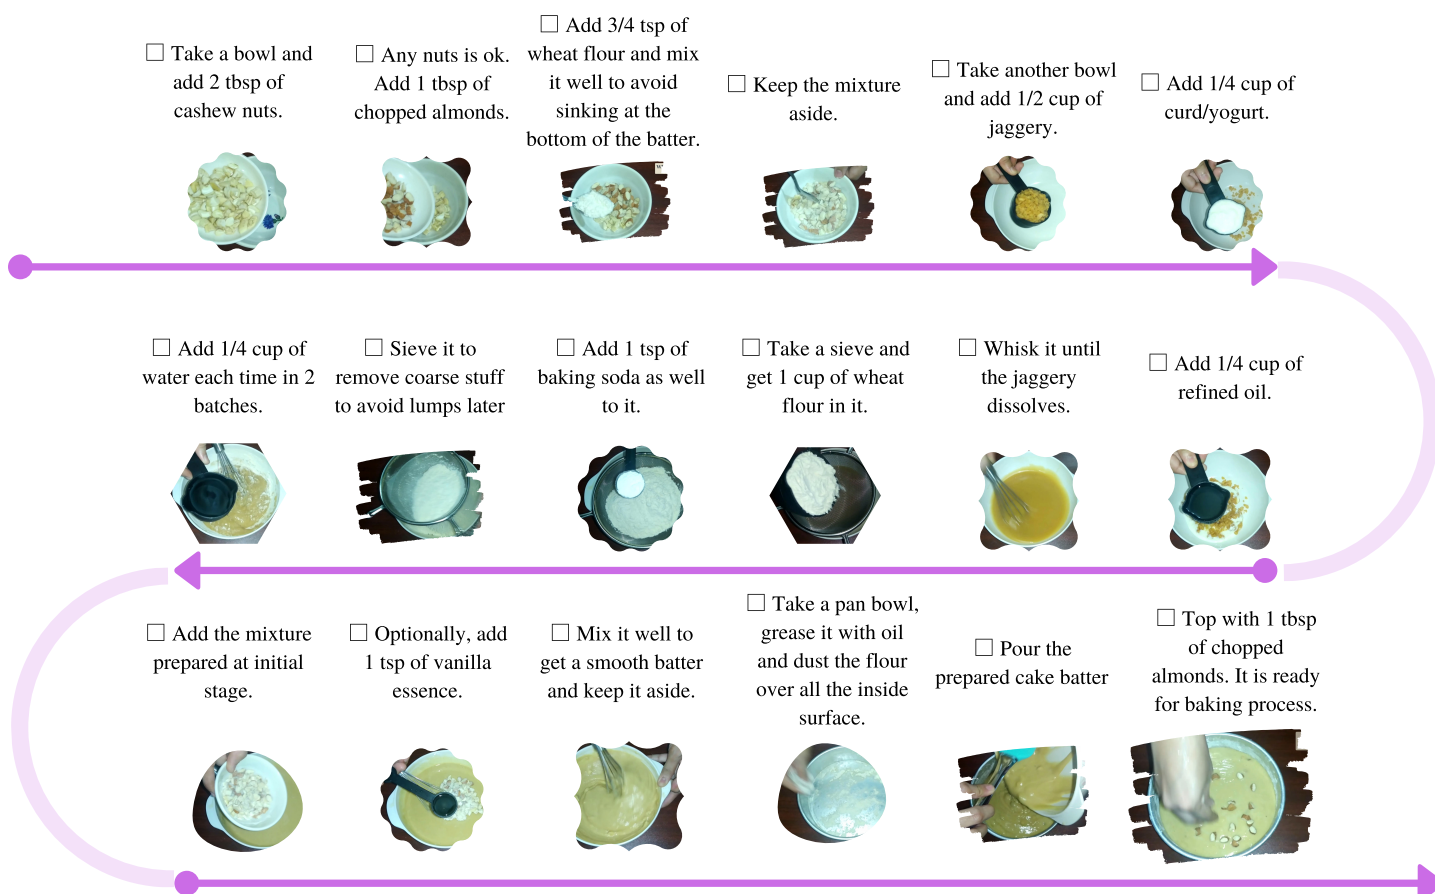 ☐ Take a bowl and
add 2 tbsp of
cashew nuts.
☐ Any nuts is ok.
Add 1 tbsp of
chopped almonds.
☐ Add 3/4 tsp of
wheat flour and mix
it well to avoid
sinking at the
bottom of the batter.
☐ Keep the mixture
aside.
☐ Take another bowl
and add 1/2 cup of
jaggery.
☐ Add 1/4 cup of
curd/yogurt.
☐ Add 1/4 cup of
refined oil.
☐ Whisk it until
the jaggery
dissolves.
☐ Take a sieve and
get 1 cup of wheat
flour in it.
☐ Add 1 tsp of
baking soda as well
to it.
☐ Sieve it to
remove coarse stuff
to avoid lumps later
☐ Add 1/4 cup of
water each time in 2
batches.
☐ Add the mixture
prepared at initial
stage.
☐ Optionally, add
1 tsp of vanilla
essence.
☐ Mix it well to
get a smooth batter
and keep it aside.
☐ Take a pan bowl,
grease it with oil
and dust the flour
over all the inside
surface.
☐ Pour the
prepared cake batter
☐ Top with 1 tbsp
of chopped
almonds. It is ready
for baking process.